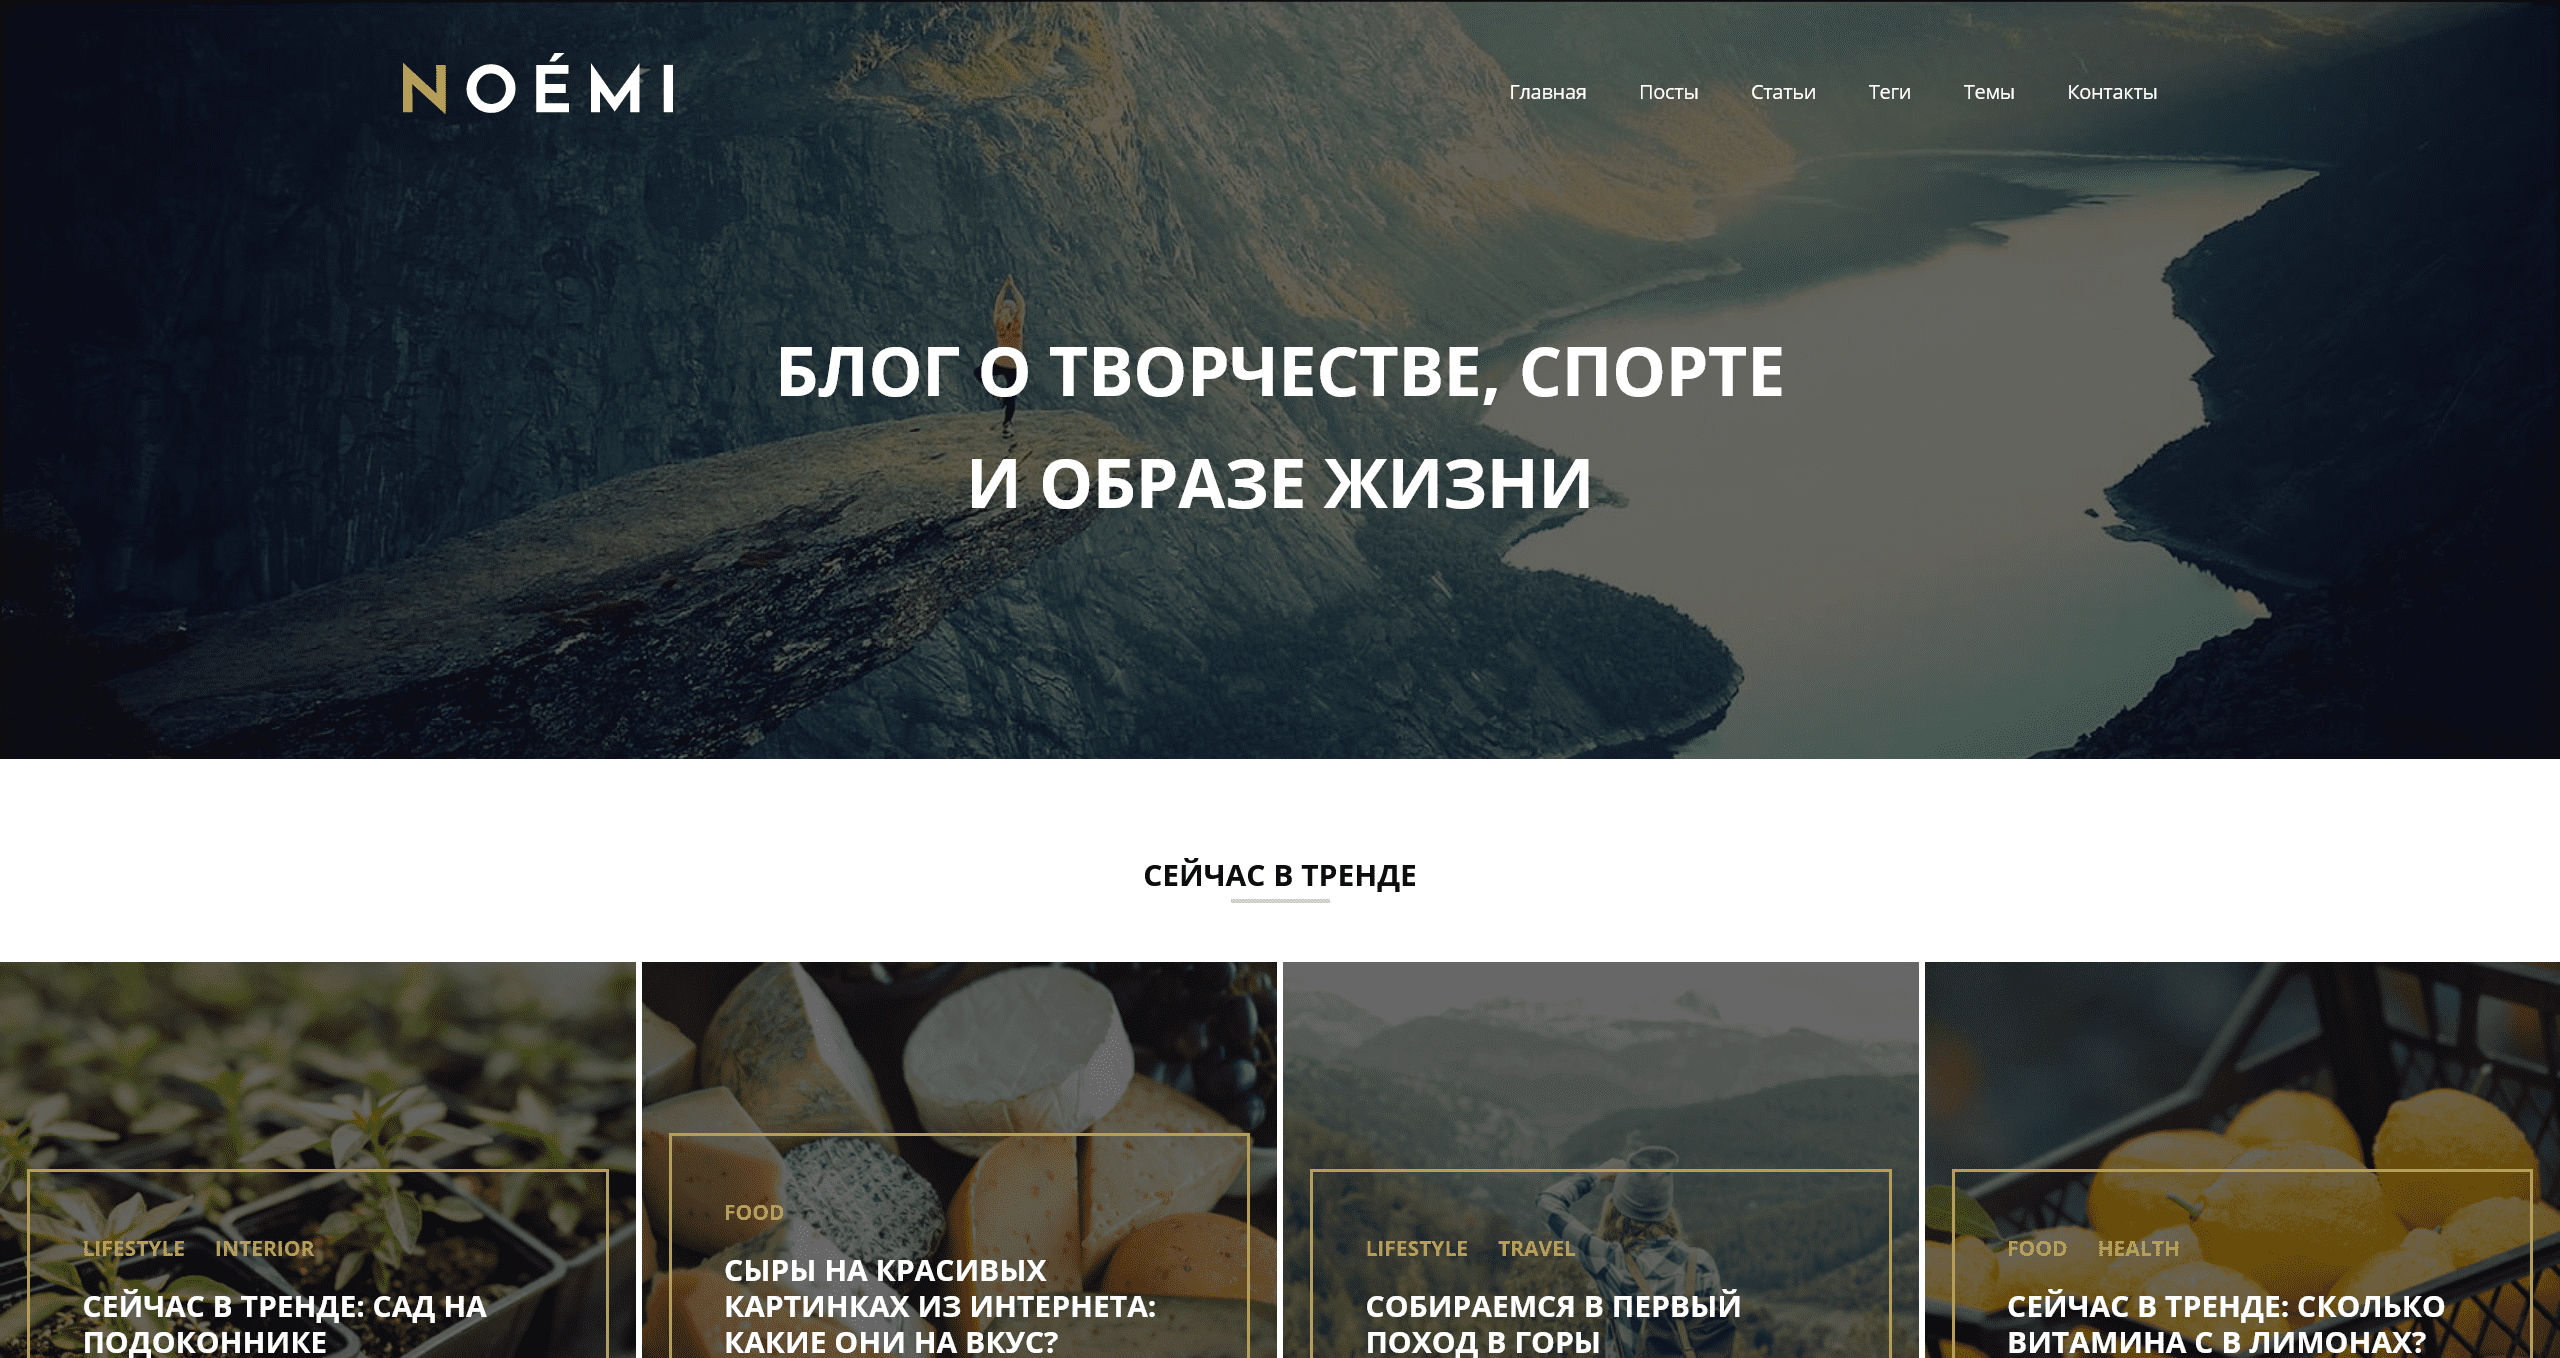 NOÉMI
Главная Посты Статьи Теги Темы Контакты
БЛОГ О ТВОРЧЕСТВЕ, СПОРТЕ
И ОБРАЗЕ ЖИЗНИ
СЕЙЧАС В ТРЕНДЕ
LIFESTYLE INTERIOR
СЕЙЧАС В ТРЕНДЕ: САД НА
ПОДОКОННИКЕ
FOOD
СЫРЫ НА КРАСИВЫХ
КАРТИНКАХ ИЗ ИНТЕРНЕТА:
КАКИЕ ОНИ НА ВКУС?
LIFESTYLE TRAVEL
СОБИРАЕМСЯ В ПЕРВЫЙ
ПОХОД В ГОРЫ
FOOD HEALTH
СЕЙЧАС В ТРЕНДЕ: СКОЛЬКО
ВИТАМИНА С В ЛИМОНАХ?